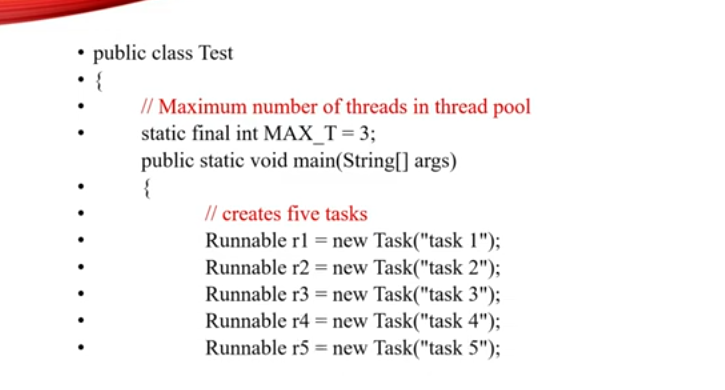 • public class Test
• {
• // Maximum number of threads in thread pool
• static final int MAX_T = 3;
public static void main(String[] args)
• {
• // creates five tasks
• Runnable r1 = new Task("task 1");
• Runnable r2 = new Task("task 2");
• Runnable r3 = new Task("task 3");
• Runnable r4 = new Task("task 4");
• Runnable r5 = new Task("task 5");